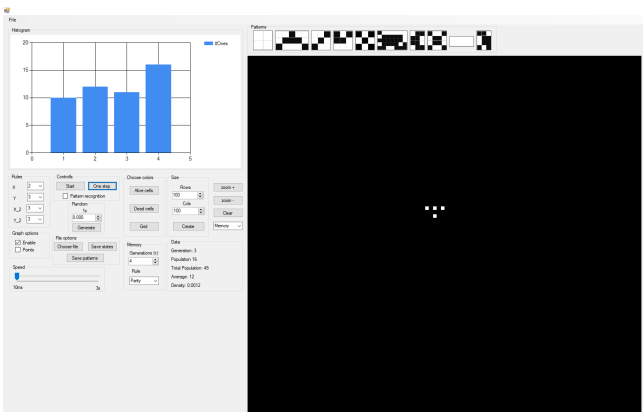 File
Histogram
Patterns
20
15
10
5
0
#Ones
0 1 2 3 4 5
Rules
X 2
Y 3
X_2 3
Y_2 3
Controls
Start One step
Pattern recognition
Random
1s
0.000
Generate
Choose colors
Alive cells
Dead cells
Grid
Size
Rows
100
Cols
100
Create
zoom +
zoom -
Clear
Memory
Graph options
Enable
Points
File options
Choose file Save states
Save patterns
Memory
Generations (τ)
4
Rule
Parity
Data
Generation: 3
Population 16
Total Population: 49
Average: 12
Density: 0.0012
Speed
10ms 3s